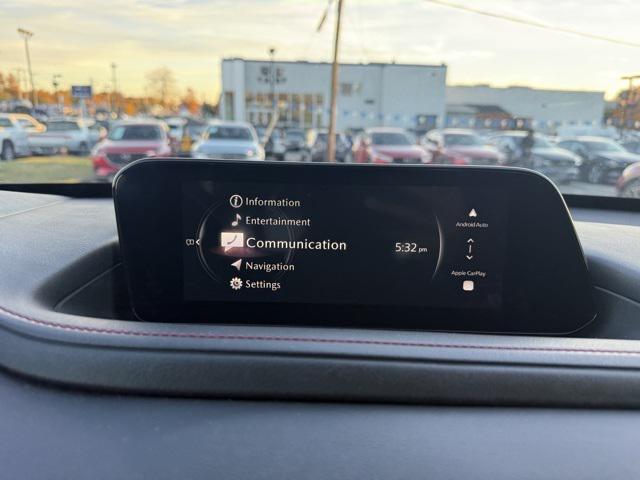 Information
Entertainment
Communication
Navigation
Settings
5:32 pm
Android Auto
Apple CarPlay